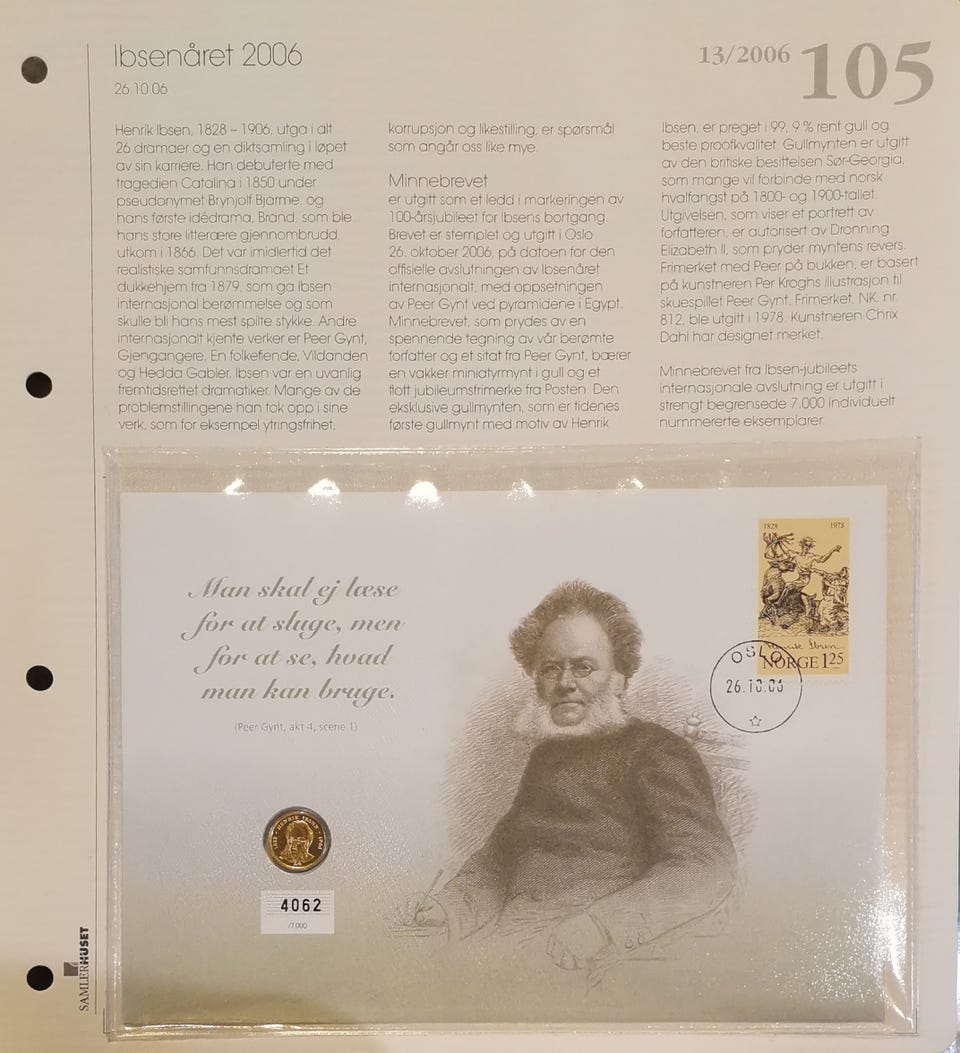 Ibsenåret 2006
26.10.06
13/2006 105
Henrik Ibsen, 1828 – 1906, utga i alt
26 dramaer og en diktsamling i løpet
av sin karriere. Han debuterte med
tragedien Catalina i 1850 under
pseudonymet Brynjolf Bjarme, og
hans første idédrama, Brand, som ble
hans store litterære gjennombrudd,
utkom i 1866. Det var imidlertid det
realistiske samfunnsdramaet Et
dukkehjem fra 1879, som ga Ibsen
internasjonal berømmelse og som
skulle bli hans mest spilte stykke. Andre
internasjonalt kjente verker er Peer Gynt,
Gjengangere, En folkefiende, Vildanden
og Hedda Gabler. Ibsen var en uvanlig
fremtidsrettet dramatiker. Mange av de
problemstillingene han tok opp i sine
verk, som for eksempel ytringsfrihet,
korrupsjon og likestilling, er spørsmål
som angår oss like mye.
Minnebrevet
er utgitt som et ledd i markeringen av
100-årsjubileet for Ibsens bortgang.
Brevet er stemplet og utgitt i Oslo
26. oktober 2006, på datoen for den
offisielle avslutningen av Ibsenåret
internasjonalt, med oppsetningen
av Peer Gynt ved pyramidene i Egypt.
Minnebrevet, som prydes av en
spennende tegning av vår berømte
forfatter og et sitat fra Peer Gynt, bærer
en vakker miniatyrmynt i gull og et
flott jubileumsfrimerke fra Posten. Den
eksklusive gullmynten, som er tidenes
første gullmynt med motiv av Henrik
Ibsen, er preget i 99, 9 % rent gull og
beste proofkvalitet. Gullmynten er utgitt
av den britiske besittelsen Sør-Georgia,
som mange vil forbinde med norsk
hvalfangst på 1800- og 1900-tallet.
Utgivelsen, som viser et portrett av
forfatteren, er autorisert av Dronning
Elizabeth II, som pryder myntens revers.
Frimerket med Peer på bukken, er basert
på kunstneren Per Kroghs illustrasjon til
skuespillet Peer Gynt. Frimerket, NK. nr.
812, ble utgitt i 1978. Kunstneren Chrix
Dahl har designet merket.
Minnebrevet fra Ibsen-jubileets
internasjonale avslutning er utgitt i
strengt begrensede 7.000 individuelt
nummererte eksemplarer.
Man skal ej læse
for at sluge, men
for at se, hvad
man kan bruge.
(Peer Gynt, akt 4, scene 1)
1828 1978
Henrik Ibsen
NORGE 125
OSLO
26.10.06
1828 · HENRIK IBSEN · 1906
4062
/7.000
SAMLERHUSET